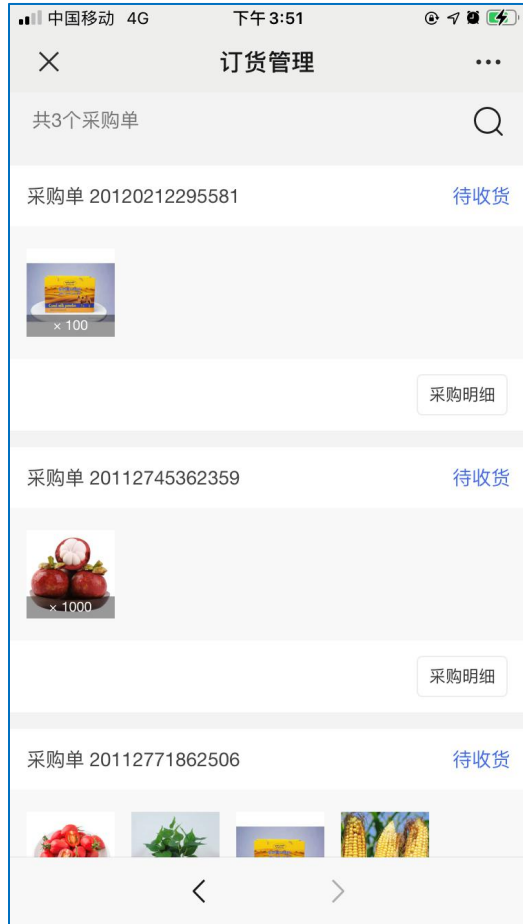 中国移动 4G 下午3:51
订货管理
共3个采购单
采购单 20120212295581 待收货
× 100
采购明细
采购单 20112745362359 待收货
× 1000
采购明细
采购单 20112771862506 待收货